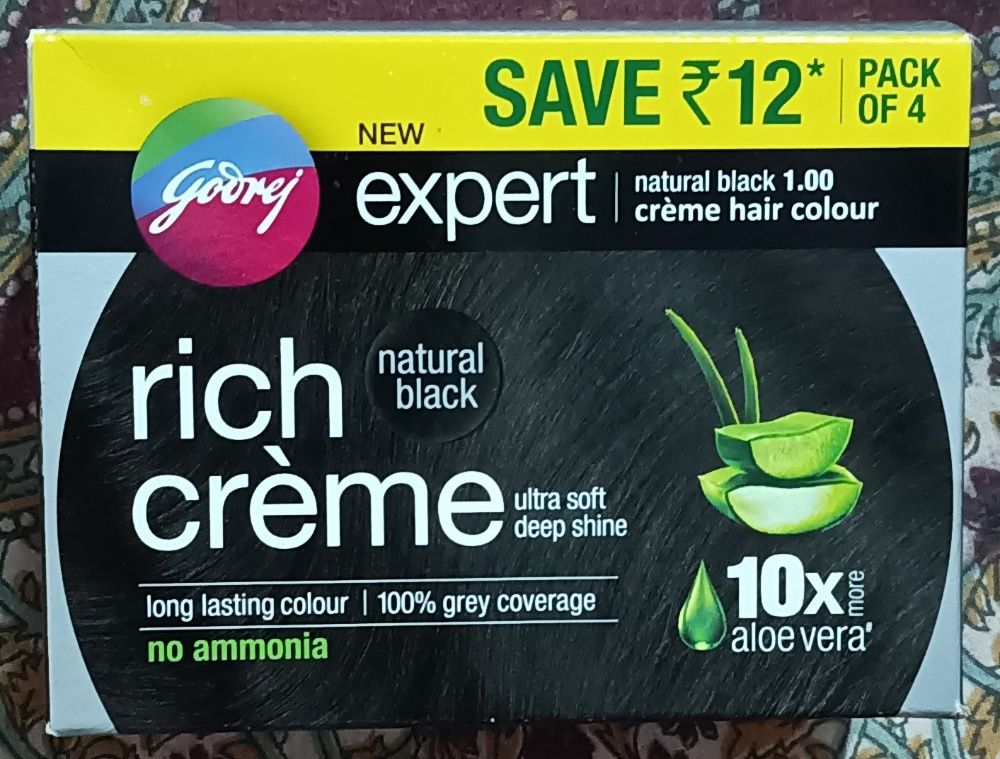 SAVE ₹12* | PACK OF 4
NEW
Godrej
expert | natural black 1.00
crème hair colour
rich
natural
black
crème
ultra soft
deep shine
long lasting colour | 100% grey coverage
no ammonia
10x more
aloe vera#